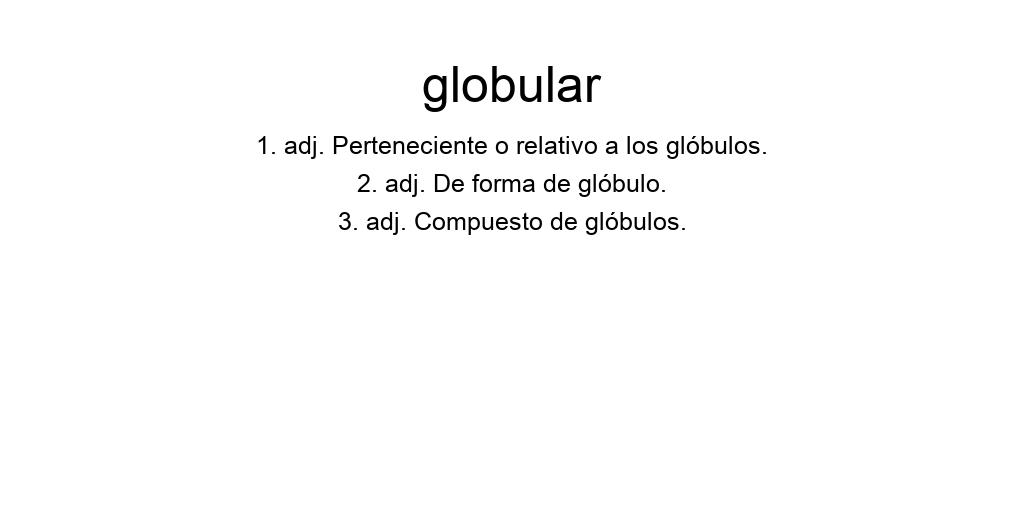 globular
1. adj. Perteneciente o relativo a los glóbulos.
2. adj. De forma de glóbulo.
3. adj. Compuesto de glóbulos.